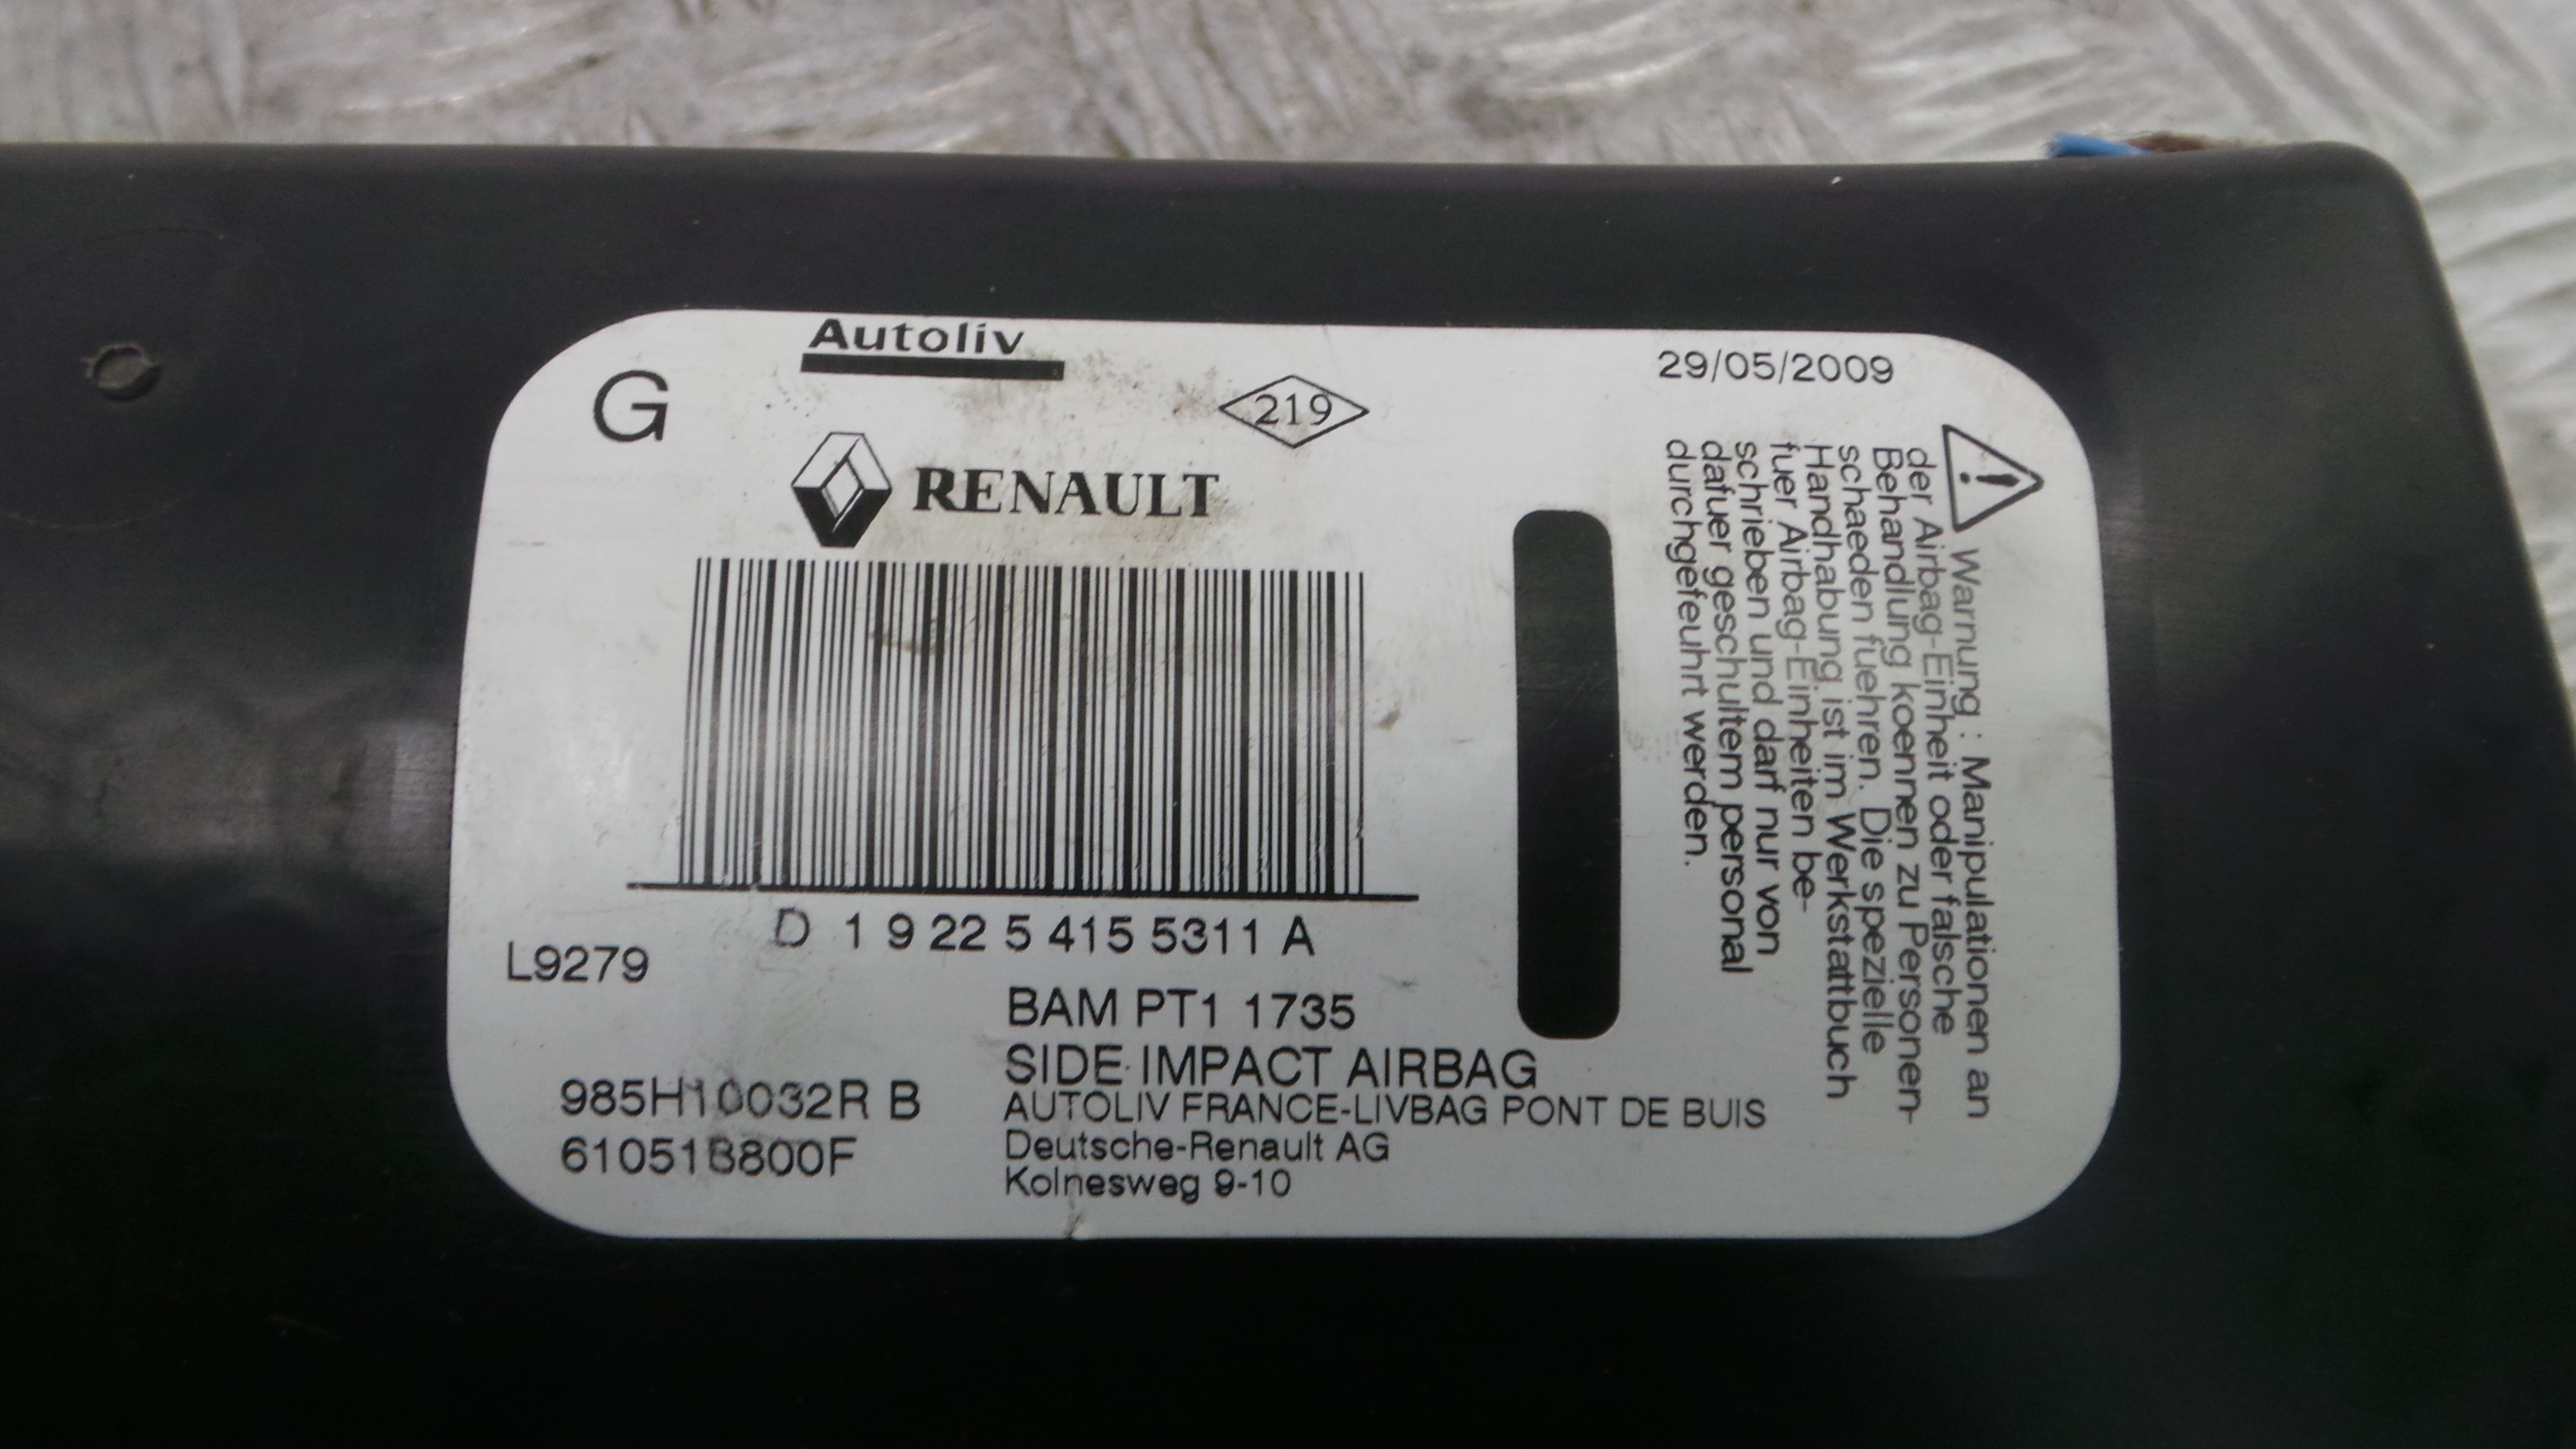 Autoliv
G
219
29/05/2009
RENAULT
D 1 9 22 5 415 5311 A
L9279
BAM PT1 1735
SIDE IMPACT AIRBAG
985H10032R B
AUTOLIV FRANCE-LIVBAG PONT DE BUIS
610518800F
Deutsche-Renault AG
Kolnesweg 9-10
Warnung : Manipulationen an
der Airbag-Einheit oder falsche
Behandlung koennen zu Personen-
schaeden fuehren. Die spezielle
Handhabung ist im Werkstattbuch
fuer Airbag-Einheiten be-
schrieben und darf nur von
dafuer geschultem personal
durchgefeuhrt werden.